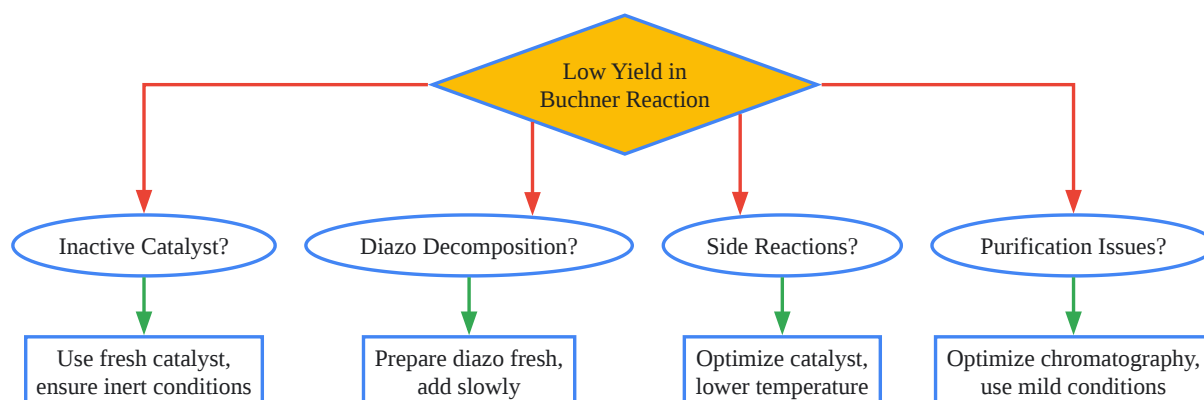 Low Yield in
Buchner Reaction
Inactive Catalyst?
Diazo Decomposition?
Side Reactions?
Purification Issues?
Use fresh catalyst,
ensure inert conditions
Prepare diazo fresh,
add slowly
Optimize catalyst,
lower temperature
Optimize chromatography,
use mild conditions